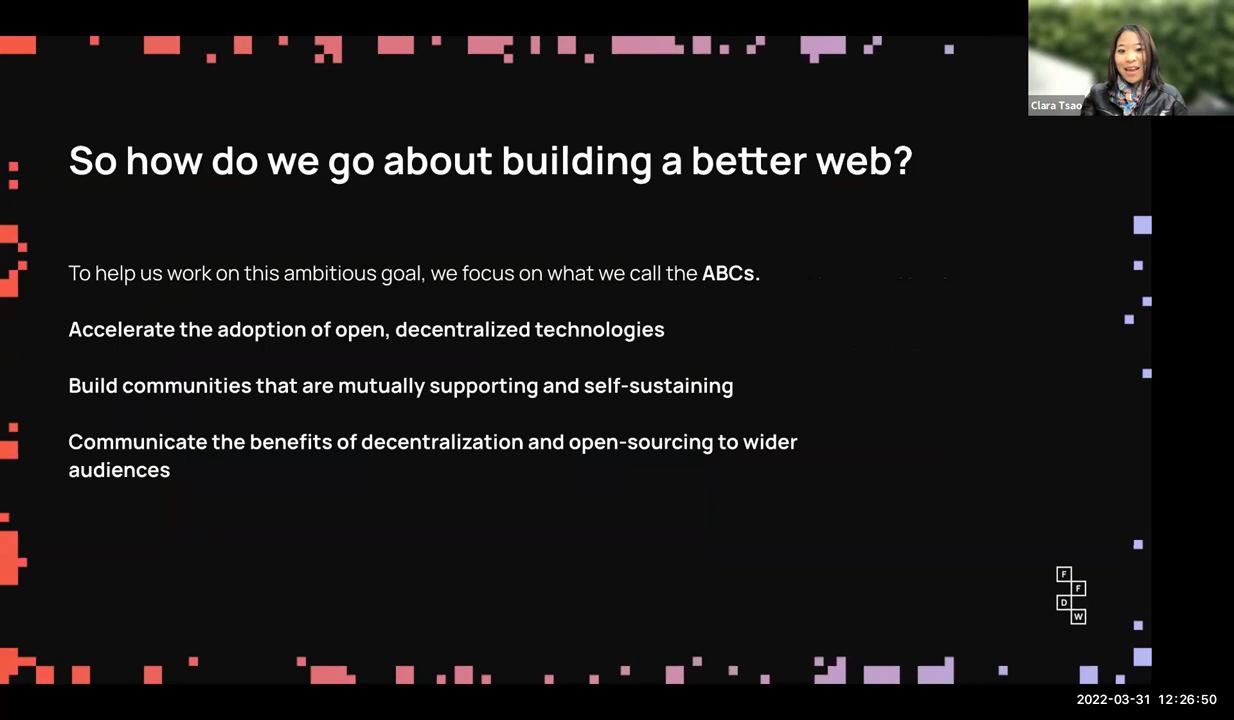 Clara Tsao
So how do we go about building a better web?
To help us work on this ambitious goal, we focus on what we call the ABCs.
Accelerate the adoption of open, decentralized technologies
Build communities that are mutually supporting and self-sustaining
Communicate the benefits of decentralization and open-sourcing to wider
audiences
F
F
D
W
2022-03-31 12:26:50